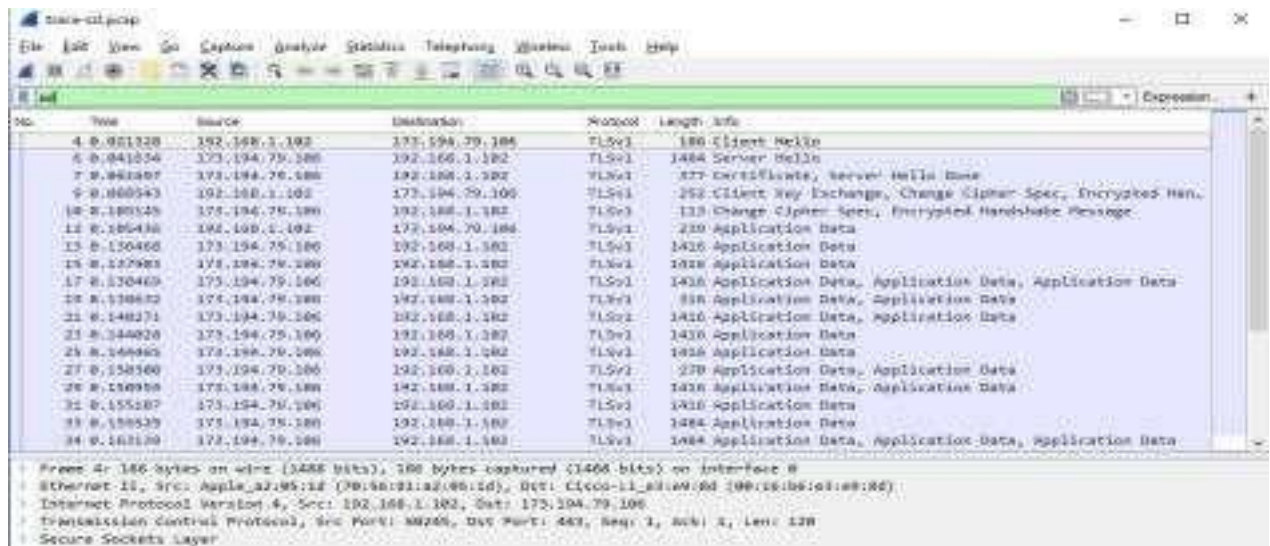 trace-ssl.pcap
File Edit View Go Capture Analyze Statistics Telephony Wireless Tools Help
ssl Expression... +
No. Time Source Destination Protocol Length Info
4 192.168.1.102 173.194.79.106 TLSv1 186 Client Hello
6 173.194.79.106 192.168.1.102 TLSv1 1484 Server Hello
7 173.194.79.106 192.168.1.102 TLSv1 377 Certificate, Server Hello Done
9 192.168.1.102 173.194.79.106 TLSv1 252 Client Key Exchange, Change Cipher Spec, Encrypted Han…
10 173.194.79.106 192.168.1.102 TLSv1 113 Change Cipher Spec, Encrypted Handshake Message
12 192.168.1.102 173.194.79.106 TLSv1 239 Application Data
13 173.194.79.106 192.168.1.102 TLSv1 1416 Application Data
15 173.194.79.106 192.168.1.102 TLSv1 1416 Application Data
17 173.194.79.106 192.168.1.102 TLSv1 1416 Application Data, Application Data, Application Data
19 173.194.79.106 192.168.1.102 TLSv1 316 Application Data, Application Data
21 173.194.79.106 192.168.1.102 TLSv1 1416 Application Data, Application Data
23 173.194.79.106 192.168.1.102 TLSv1 1416 Application Data
25 173.194.79.106 192.168.1.102 TLSv1 1416 Application Data
27 173.194.79.106 192.168.1.102 TLSv1 270 Application Data, Application Data
29 173.194.79.106 192.168.1.102 TLSv1 1416 Application Data, Application Data
31 173.194.79.106 192.168.1.102 TLSv1 1416 Application Data
33 173.194.79.106 192.168.1.102 TLSv1 1484 Application Data
34 173.194.79.106 192.168.1.102 TLSv1 1484 Application Data, Application Data, Application Data
Frame 4: 186 bytes on wire (1488 bits), 186 bytes captured (1488 bits) on interface 0
Ethernet II, Src: Dst:
Internet Protocol Version 4, Src: 192.168.1.102, Dst: 173.194.79.106
Transmission Control Protocol, Src Port: Dst Port: 443, Seq: 1, Ack: 1, Len: 120
Secure Sockets Layer